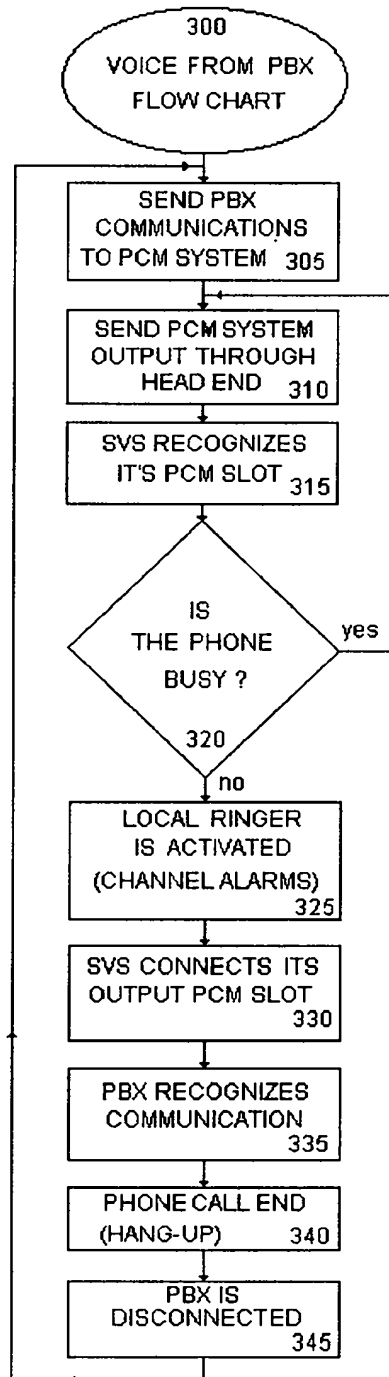 300
VOICE FROM PBX
FLOW CHART
SEND PBX
COMMUNICATIONS
TO PCM SYSTEM 305
SEND PCM SYSTEM
OUTPUT THROUGH
HEAD END
310
SVS RECOGNIZES
IT'S PCM SLOT 315
IS
THE PHONE
BUSY ?
320
yes
no
LOCAL RINGER
IS ACTIVATED
(CHANNEL ALARMS)
325
SVS CONNECTS ITS
OUTPUT PCM SLOT
330
PBX RECOGNIZES
COMMUNICATION
335
PHONE CALL END
(HANG-UP) 340
PBX IS
DISCONNECTED
345